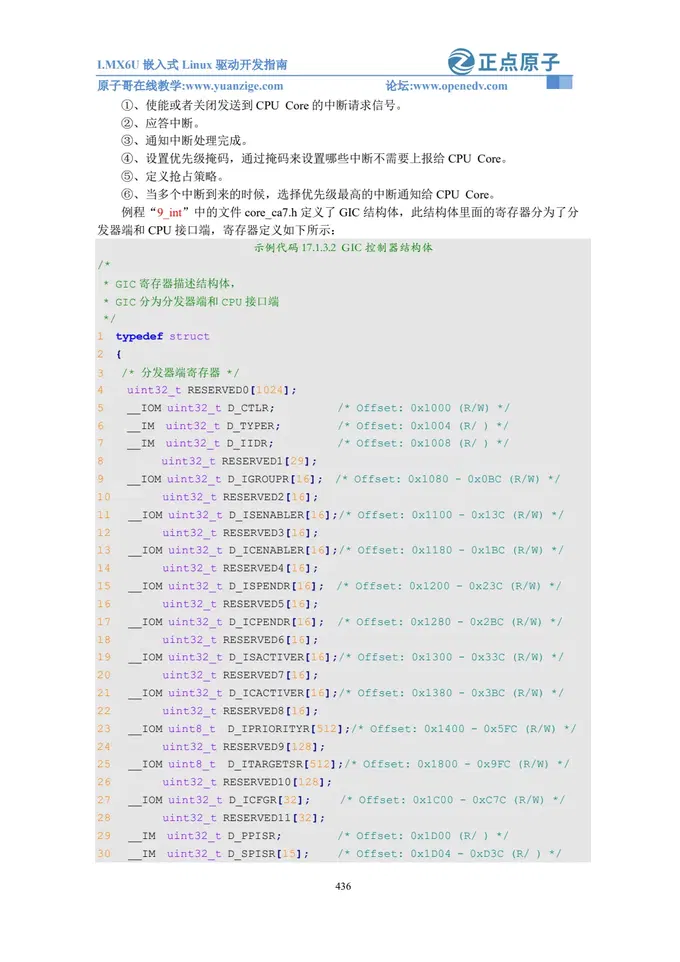 I.MX6U 嵌入式 Linux 驱动开发指南
正点原子
原子哥在线教学:www.yuanzige.com 论坛:www.openedv.com
①、使能或者关闭发送到 CPU Core 的中断请求信号。
②、应答中断。
③、通知中断处理完成。
④、设置优先级掩码，通过掩码来设置哪些中断不需要上报给 CPU Core。
⑤、定义抢占策略。
⑥、当多个中断到来的时候，选择优先级最高的中断通知给 CPU Core。
例程“9_int”中的文件 core_ca7.h 定义了 GIC 结构体，此结构体里面的寄存器分为了分
发器端和 CPU 接口端，寄存器定义如下所示：
示例代码 17.1.3.2 GIC 控制器结构体
/*
* GIC 寄存器描述结构体，
* GIC 分为分发器端和 CPU 接口端
*/
1 typedef struct
2 {
3 /* 分发器端寄存器 */
4 uint32_t RESERVED0[1024];
5 __IOM uint32_t D_CTLR; /* Offset: 0x1000 (R/W) */
6 __IM uint32_t D_TYPER; /* Offset: 0x1004 (R/ ) */
7 __IM uint32_t D_IIDR; /* Offset: 0x1008 (R/ ) */
8 uint32_t RESERVED1[29];
9 __IOM uint32_t D_IGROUPR[16]; /* Offset: 0x1080 - 0x0BC (R/W) */
10 uint32_t RESERVED2[16];
11 __IOM uint32_t D_ISENABLER[16];/* Offset: 0x1100 - 0x13C (R/W) */
12 uint32_t RESERVED3[16];
13 __IOM uint32_t D_ICENABLER[16];/* Offset: 0x1180 - 0x1BC (R/W) */
14 uint32_t RESERVED4[16];
15 __IOM uint32_t D_ISPENDR[16]; /* Offset: 0x1200 - 0x23C (R/W) */
16 uint32_t RESERVED5[16];
17 __IOM uint32_t D_ICPENDR[16]; /* Offset: 0x1280 - 0x2BC (R/W) */
18 uint32_t RESERVED6[16];
19 __IOM uint32_t D_ISACTIVER[16];/* Offset: 0x1300 - 0x33C (R/W) */
20 uint32_t RESERVED7[16];
21 __IOM uint32_t D_ICACTIVER[16];/* Offset: 0x1380 - 0x3BC (R/W) */
22 uint32_t RESERVED8[16];
23 __IOM uint8_t D_IPRIORITYR[512];/* Offset: 0x1400 - 0x5FC (R/W) */
24 uint32_t RESERVED9[128];
25 __IOM uint8_t D_ITARGETSR[512];/* Offset: 0x1800 - 0x9FC (R/W) */
26 uint32_t RESERVED10[128];
27 __IOM uint32_t D_ICFGR[32]; /* Offset: 0x1C00 - 0xC7C (R/W) */
28 uint32_t RESERVED11[32];
29 __IM uint32_t D_PPISR; /* Offset: 0x1D00 (R/ ) */
30 __IM uint32_t D_SPISR[15]; /* Offset: 0x1D04 - 0xD3C (R/ ) */
436